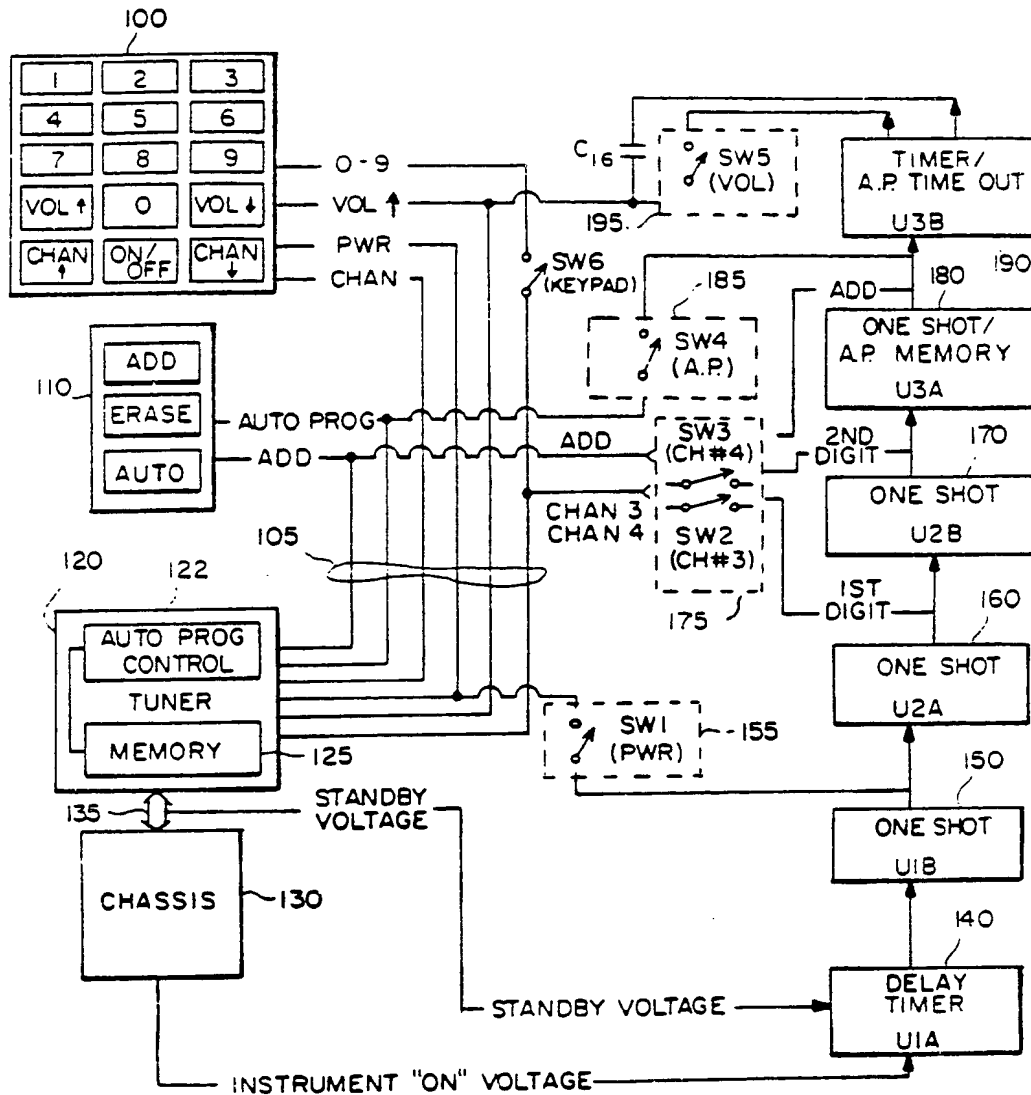 100
1 2 3
4 5 6
7 8 9
VOL ↑ 0 VOL ↓
CHAN ↑ ON/OFF CHAN ↓
0-9
VOL ↑
PWR
CHAN
C16
SW5
(VOL)
195
TIMER/
A.P. TIME OUT
U3B
190
SW6
(KEYPAD)
185
SW4
(A.P.)
ADD
180
ONE SHOT/
A.P. MEMORY
U3A
110
ADD
ERASE
AUTO
AUTO PROG
ADD
ADD
SW3
(CH#4)
CHAN 3
CHAN 4
SW2
(CH#3)
175
2ND
DIGIT
170
ONE SHOT
U2B
105
1ST
DIGIT
160
ONE SHOT
U2A
120
122
AUTO PROG
CONTROL
TUNER
MEMORY
125
SW1
(PWR)
155
150
ONE SHOT
U1B
135
STANDBY
VOLTAGE
CHASSIS
130
140
DELAY
TIMER
U1A
STANDBY VOLTAGE
INSTRUMENT "ON" VOLTAGE